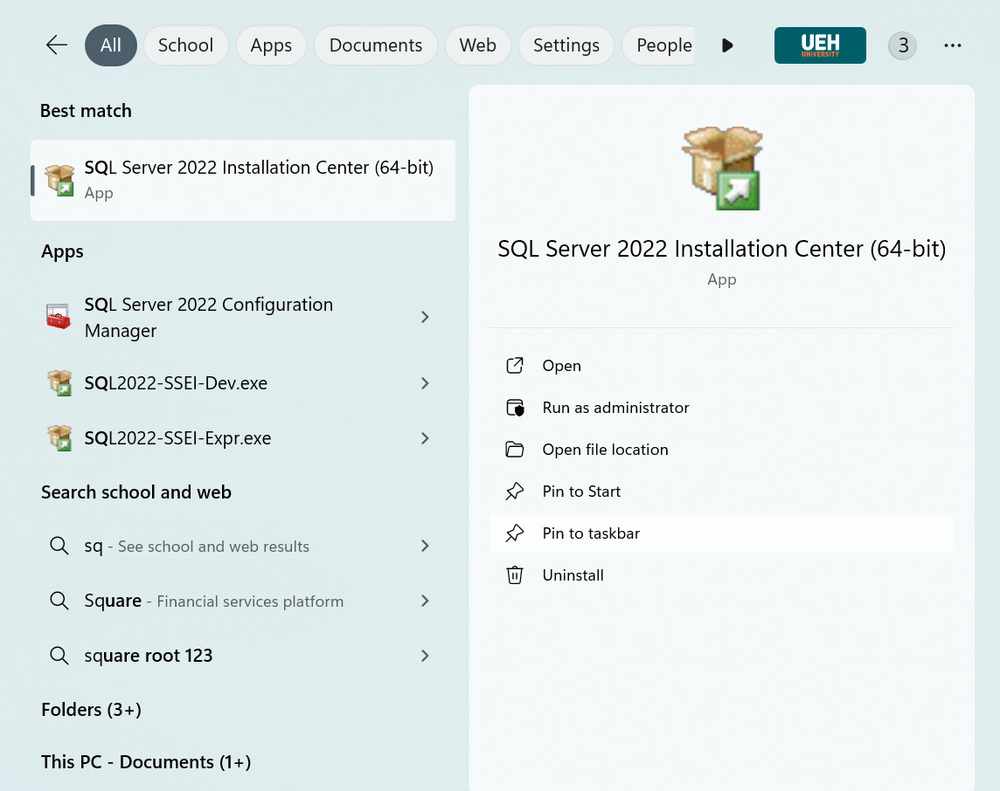 All
School
Apps
Documents
Web
Settings
People
UEH
UNIVERSITY
3
Best match
SQL Server 2022 Installation Center (64-bit)
App
Apps
SQL Server 2022 Configuration
Manager
SQL2022-SSEI-Dev.exe
SQL2022-SSEI-Expr.exe
Search school and web
sq - See school and web results
Square - Financial services platform
square root 123
Folders (3+)
This PC - Documents (1+)
SQL Server 2022 Installation Center (64-bit)
App
Open
Run as administrator
Open file location
Pin to Start
Pin to taskbar
Uninstall